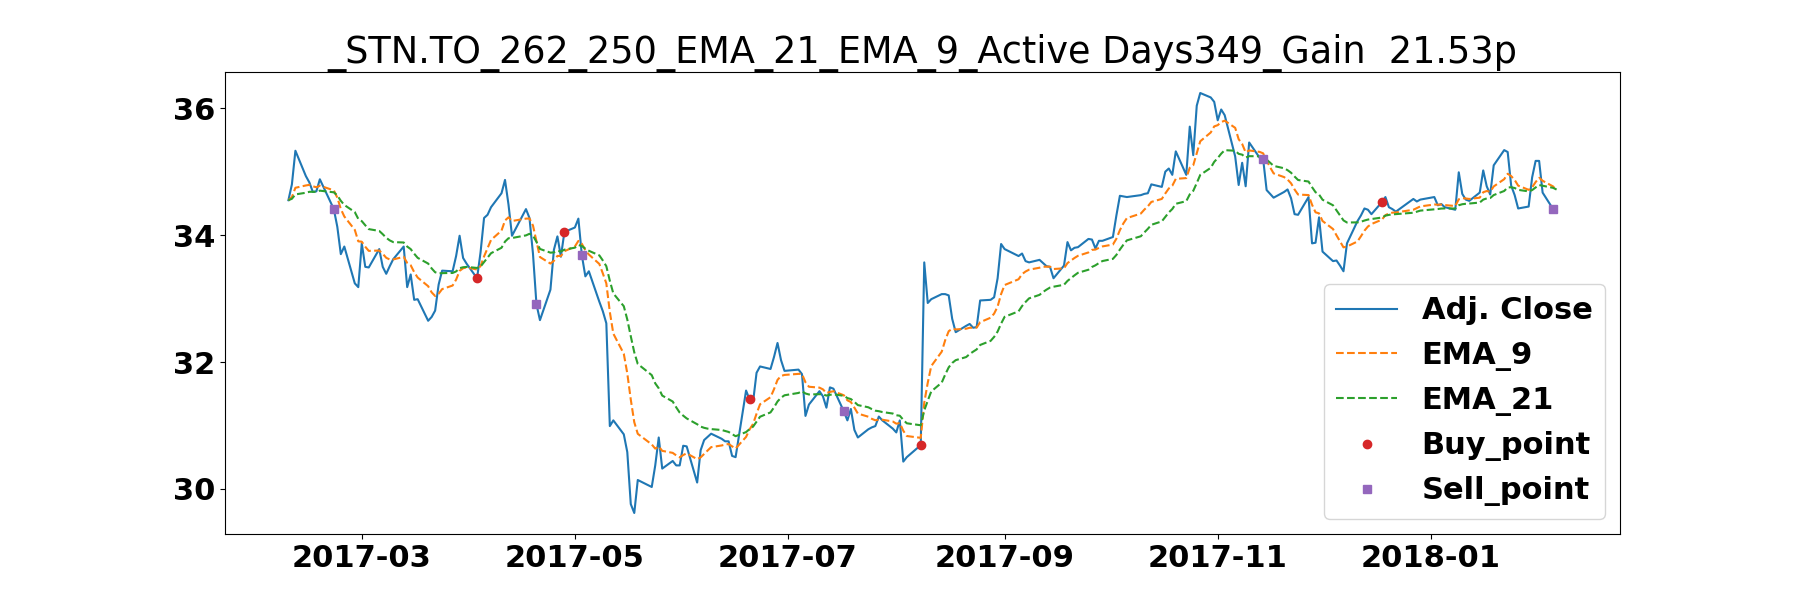 _STN.TO_262_250_EMA_21_EMA_9_Active Days349_Gain  21.53p
36
34
32
30
Adj. Close
EMA_9
EMA_21
Buy_point
Sell_point
2017-03 2017-05 2017-07 2017-09 2017-11 2018-01